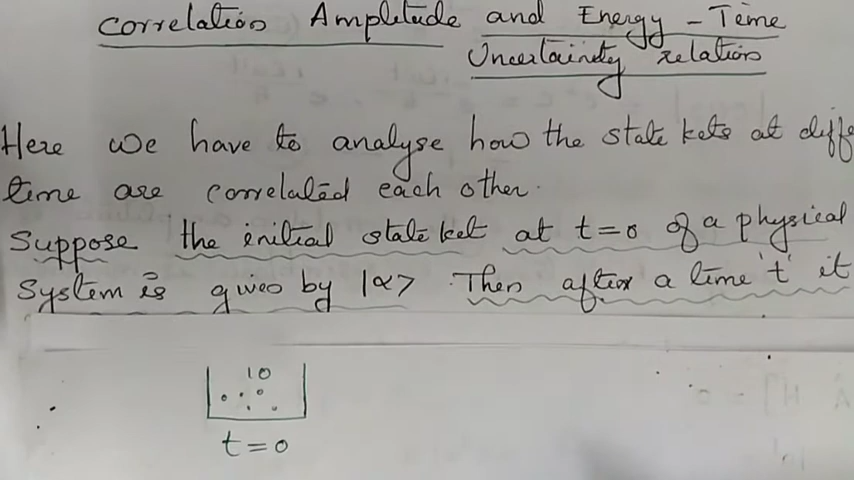 Correlation Amplitude and Energy - Time
Uncertainity relation
Here we have to analyse how the state kets at diffe
time are correlated each other.
Suppose the initial state ket at t=0 of a physical
System is given by |α> . Then after a time 't' it
10
t=0